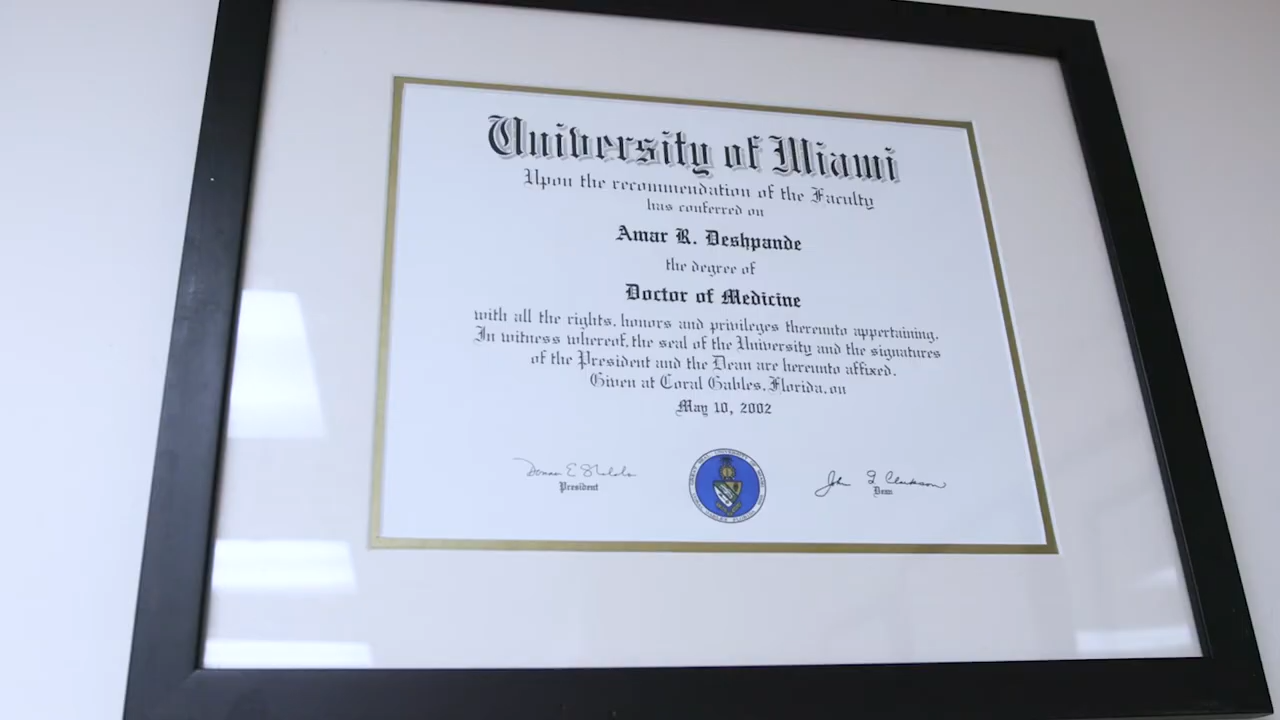 University of Miami
Upon the recommendation of the Faculty
has conferred on
Amar R. Deshpande
the degree of
Doctor of Medicine
with all the rights, honors and privileges thereunto appertaining.
In witness whereof, the seal of the University and the signatures
of the President and the Dean are hereunto affixed.
Given at Coral Gables, Florida, on
May 10, 2002
President
Dean